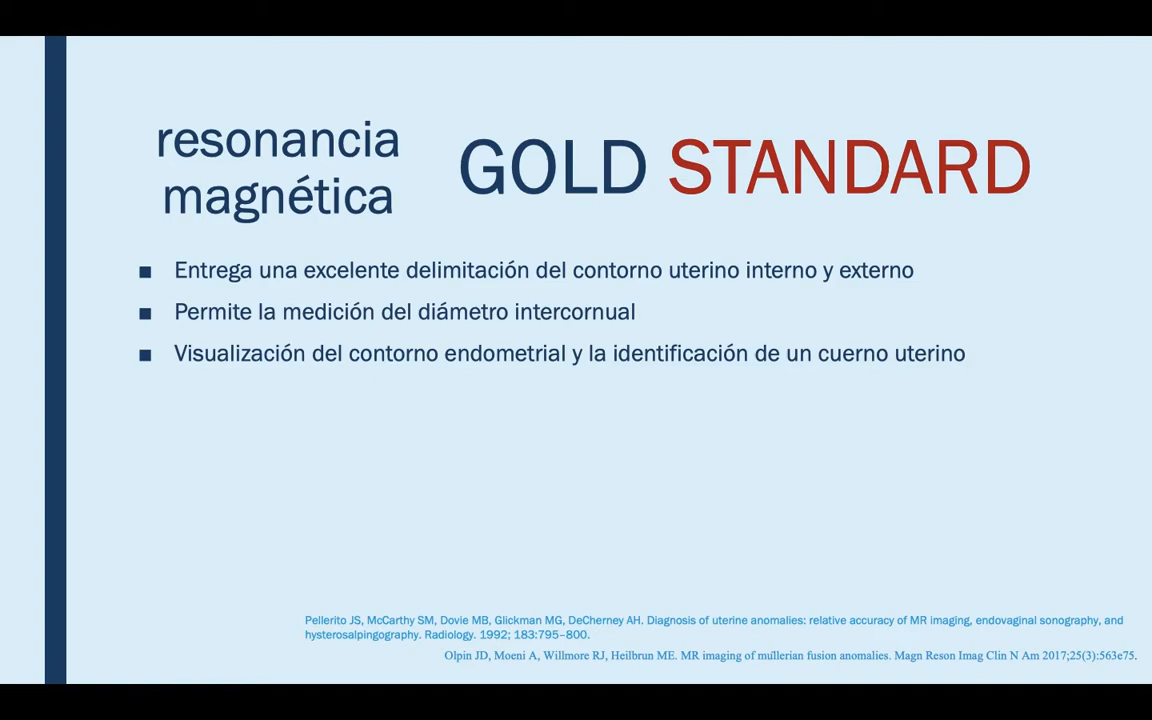 resonancia
magnética
GOLD STANDARD
■ Entrega una excelente delimitación del contorno uterino interno y externo
■ Permite la medición del diámetro intercornual
■ Visualización del contorno endometrial y la identificación de un cuerno uterino
Pellerito JS, McCarthy SM, Dovie MB, Glickman MG, DeCherney AH. Diagnosis of uterine anomalies: relative accuracy of MR imaging, endovaginal sonography, and
hysterosalpingography. Radiology. 1992; 183:795–800.
Olpin JD, Moeni A, Willmore RJ, Heilbrun ME. MR imaging of mu¨llerian fusion anomalies. Magn Reson Imag Clin N Am 2017;25(3):563e75.